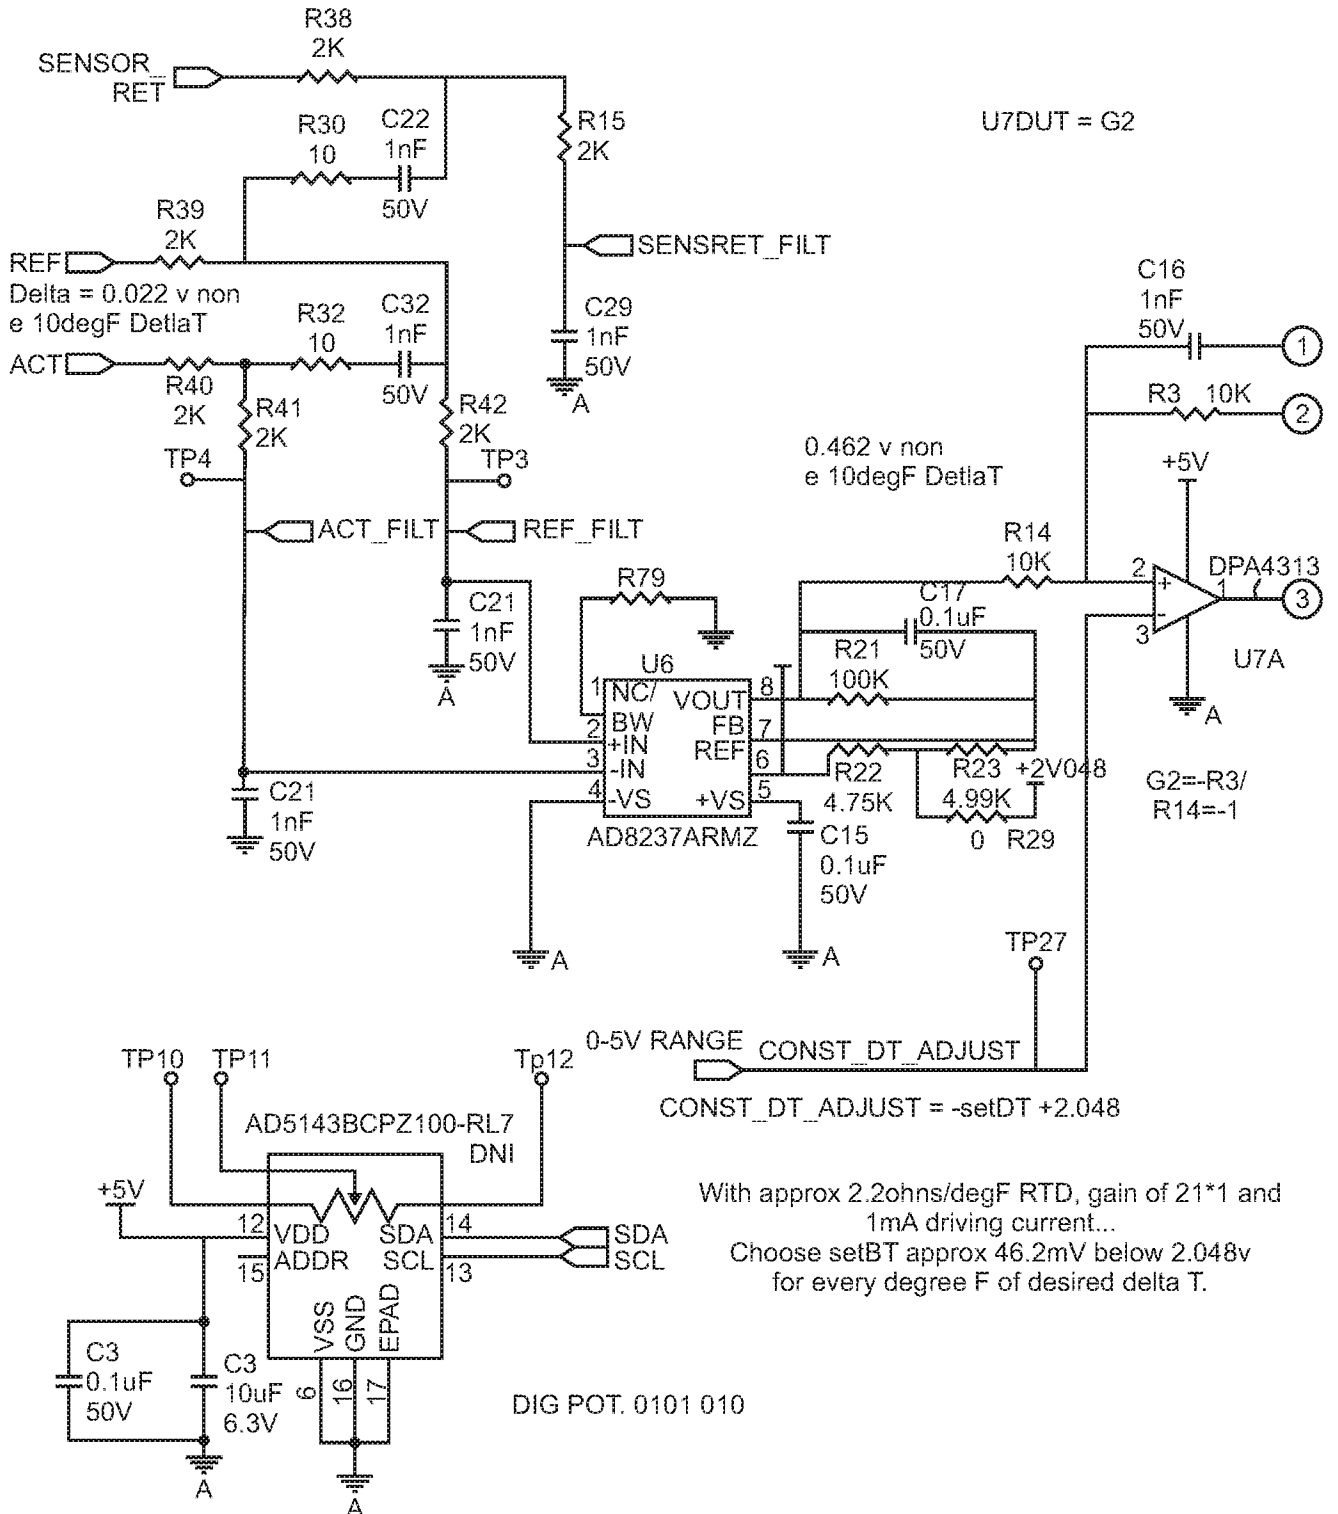 R38
2K
SENSOR_
RET
R30
10
C22
1nF
50V
R15
2K
U7DUT = G2
R39
2K
REF
SENSRET_FILT
Delta = 0.022 v non
e 10degF DetlaT
R32
10
C32
1nF
50V
C29
1nF
50V
A
C16
1nF
50V
1
ACT
R40
2K
R41
2K
R42
2K
R3 10K
2
TP4
TP3
0.462 v non
e 10degF DetlaT
+5V
ACT_FILT
REF_FILT
R14
10K
2
+
-
3
DPA4313
1
3
U7A
A
R79
C21
1nF
50V
A
C17
0.1uF
50V
R21
100K
U6
1
NC/
BW
2
+IN
3
-IN
4
-VS
VOUT
8
FB
7
REF
6
+VS
5
AD8237ARMZ
R22
4.75K
R23
4.99K
+2V048
0 R29
G2=-R3/
R14=-1
C21
1nF
50V
C15
0.1uF
50V
A
A
TP27
0-5V RANGE
CONST_DT_ADJUST
CONST_DT_ADJUST = -setDT +2.048
TP10
TP11
Tp12
AD5143BCPZ100-RL7
DNI
+5V
12
VDD
SDA
14
SDA
15
ADDR
SCL
13
SCL
VSS
GND
EPAD
6
16
17
With approx 2.2ohns/degF RTD, gain of 21*1 and
1mA driving current...
Choose setBT approx 46.2mV below 2.048v
for every degree F of desired delta T.
C3
0.1uF
50V
C3
10uF
6.3V
A
A
DIG POT. 0101 010